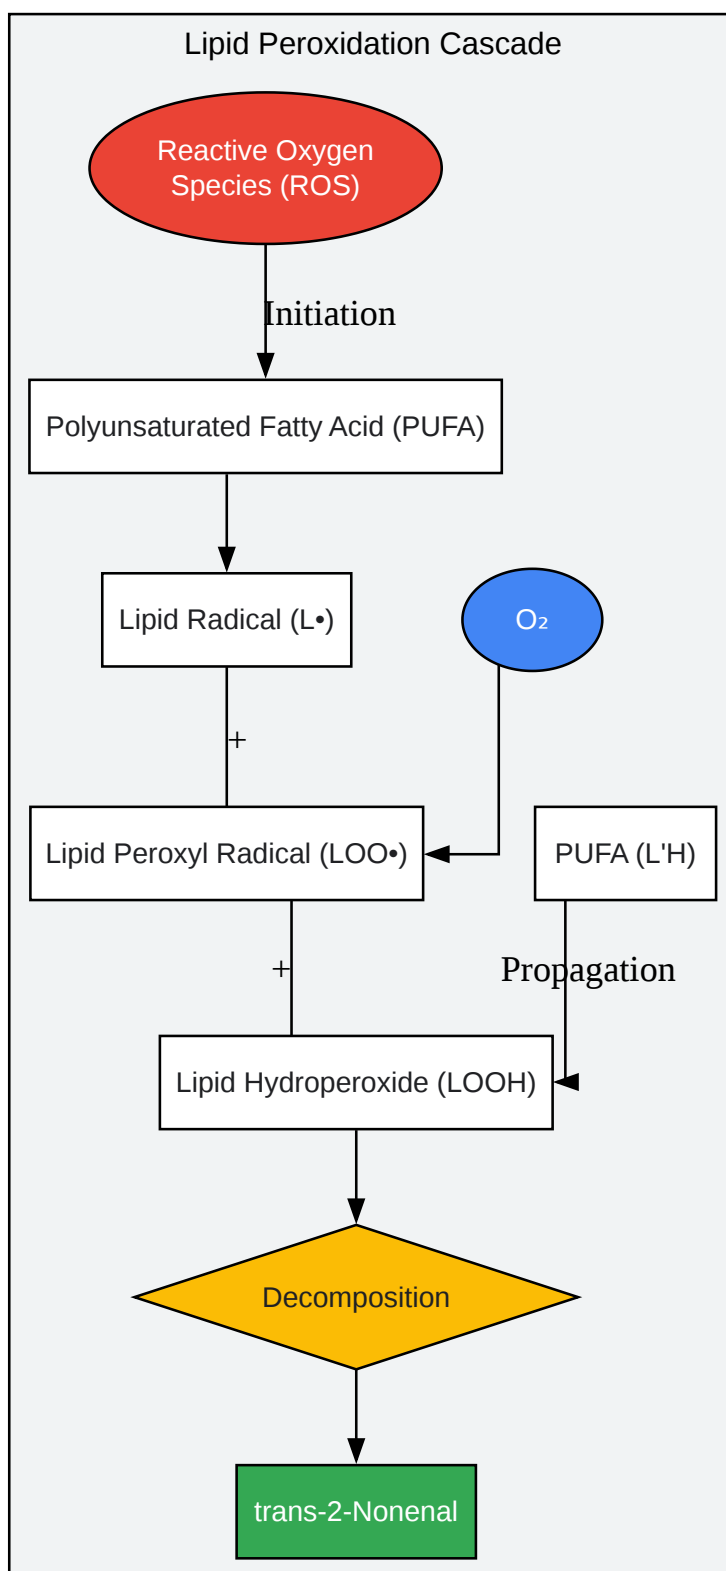 Lipid Peroxidation Cascade
Reactive Oxygen
Species (ROS)
Initiation
Polyunsaturated Fatty Acid (PUFA)
Lipid Radical (L•)
O₂
+
Lipid Peroxyl Radical (LOO•)
PUFA (L'H)
+
Propagation
Lipid Hydroperoxide (LOOH)
Decomposition
trans-2-Nonenal